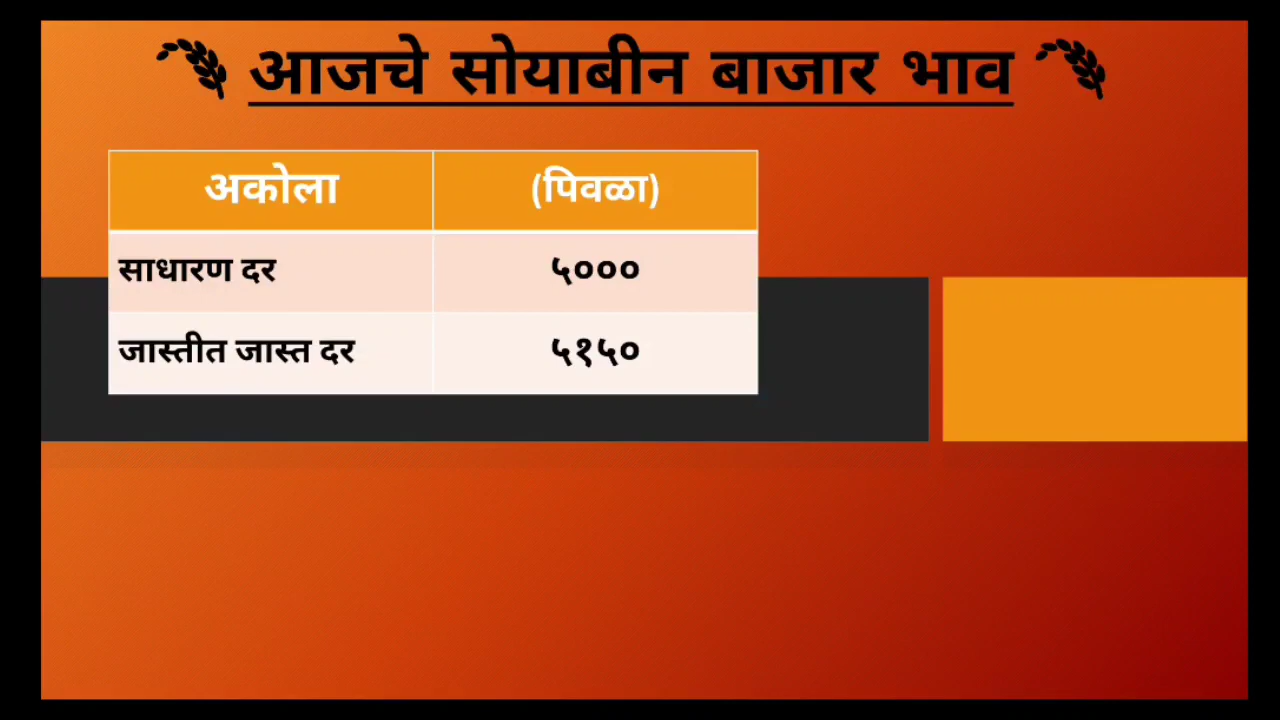 आजचे सोयाबीन बाजार भाव
अकोला (पिवळा)
साधारण दर ५०००
जास्तीत जास्त दर ५१५०